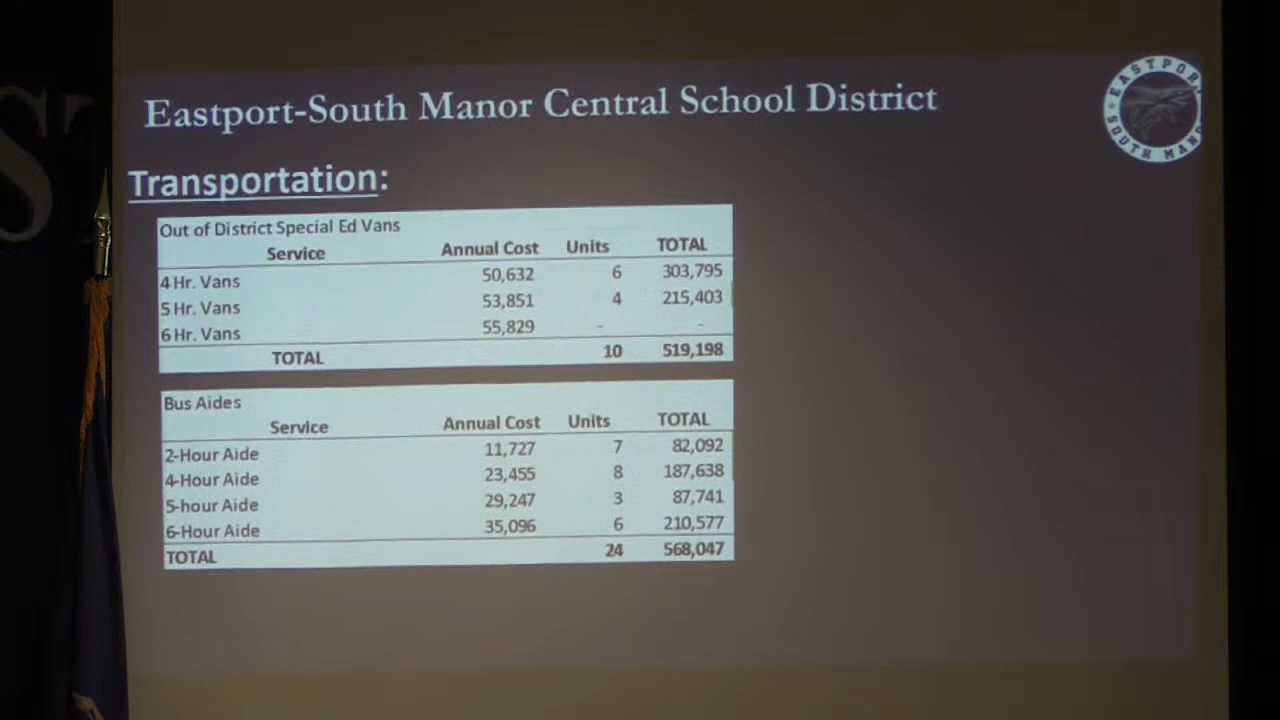 Eastport-South Manor Central School District
EASTPORT
SOUTH MANO
Transportation:
Out of District Special Ed Vans
Service Annual Cost Units TOTAL
4 Hr. Vans 50,632 6 303,795
5 Hr. Vans 53,851 4 215,403
6 Hr. Vans 55,829 - -
TOTAL 10 519,198
Bus Aides
Service Annual Cost Units TOTAL
2-Hour Aide 11,727 7 82,092
4-Hour Aide 23,455 8 187,638
5-hour Aide 29,247 3 87,741
6-Hour Aide 35,096 6 210,577
TOTAL 24 568,047